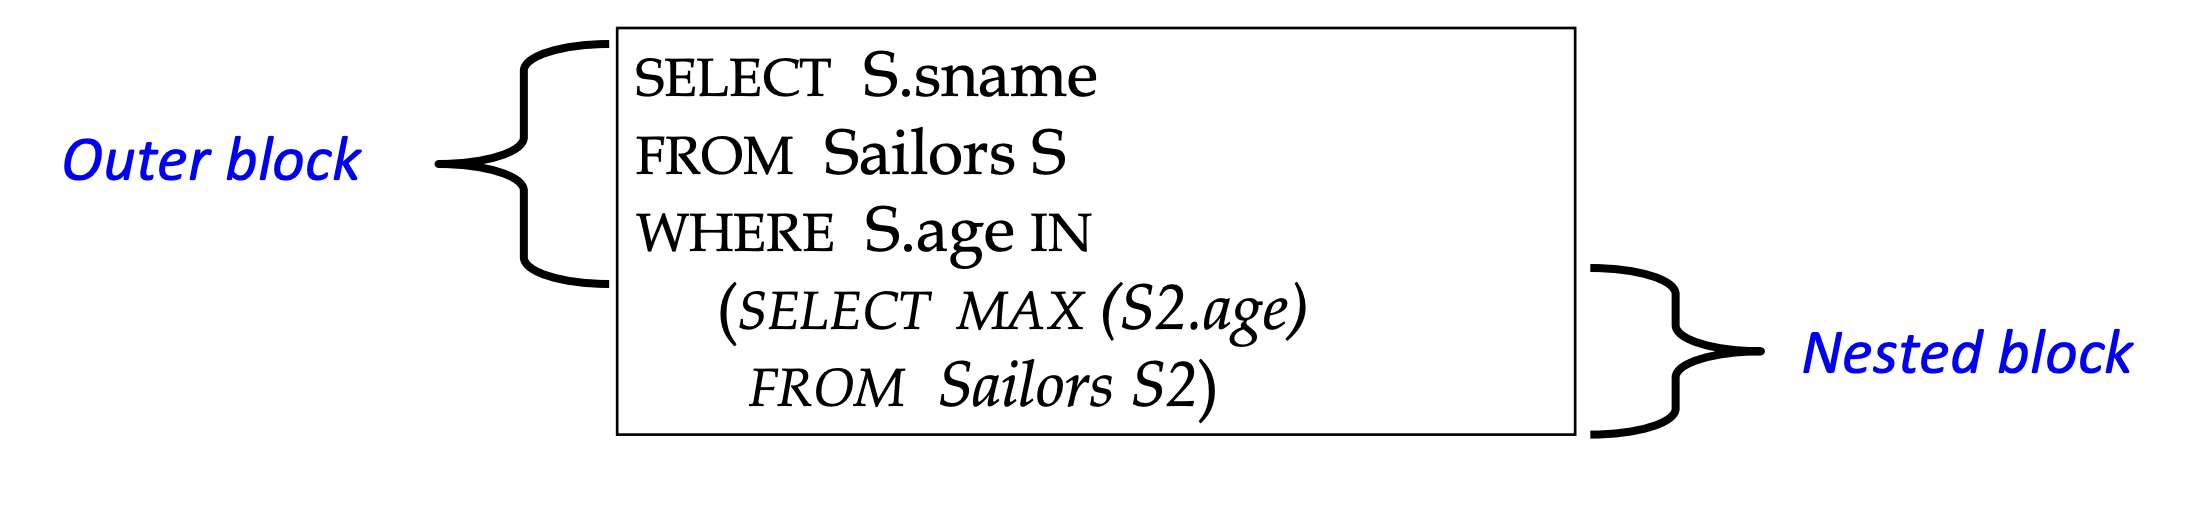 SELECT S.sname
FROM Sailors S
Outer block
WHERE S.age IN
(SELECT MAX (S2.age)
Nested block
FROM Sailors S2)